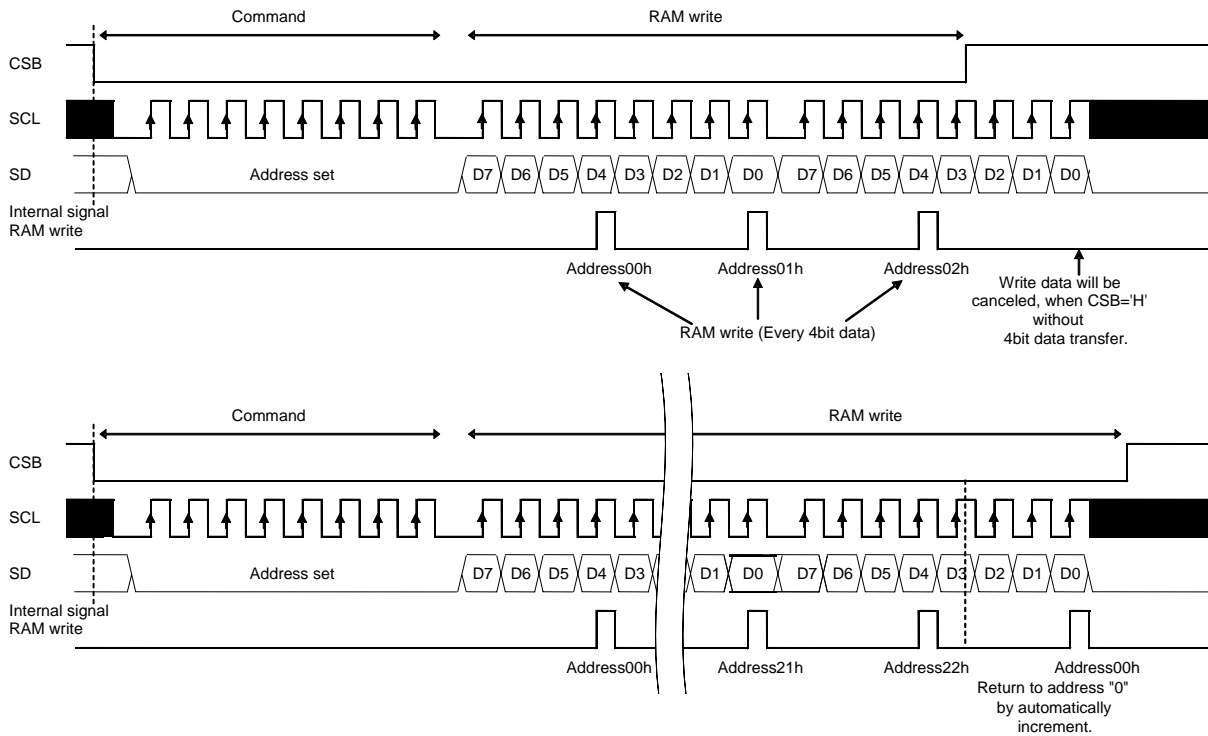 Command
RAM write
CSB
SCL
SD
Address set
D7 D6 D5 D4 D3 D2 D1 D0 D7 D6 D5 D4 D3 D2 D1 D0
Internal signal
RAM write
Address00h
Address01h
Address02h
RAM write (Every 4bit data)
Write data will be
canceled, when CSB='H'
without
4bit data transfer.
Command
RAM write
CSB
SCL
SD
Address set
D7 D6 D5 D4 D3 D1 D0 D7 D6 D5 D4 D3 D2 D1 D0
Internal signal
RAM write
Address00h
Address21h
Address22h
Address00h
Return to address "0"
by automatically
increment.